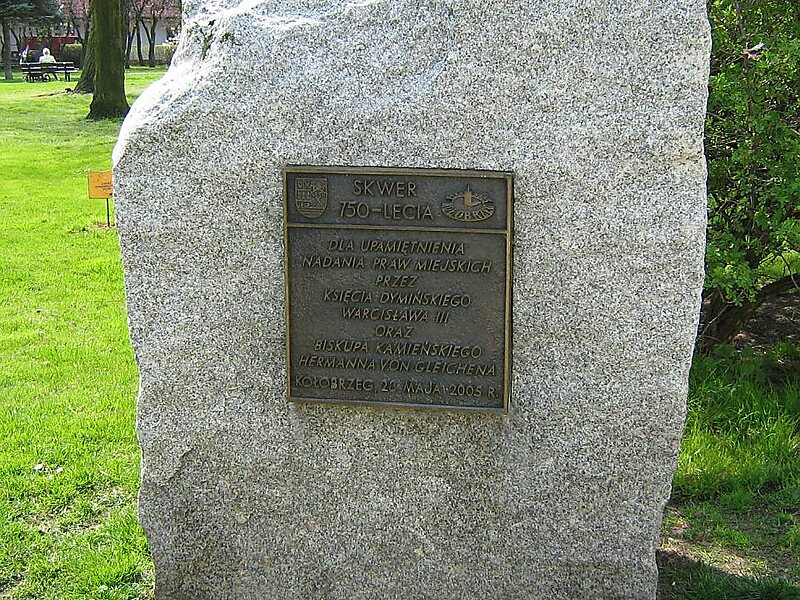 SKWER
750-LECIA
DLA UPAMIĘTNIENIA
NADANIA PRAW MIEJSKICH
PRZEZ
KSIĘCIA DYMIŃSKIEGO
WARCISŁAWA III
ORAZ
BISKUPA KAMIEŃSKIEGO
HERMANNA VON GLEICHENA
KOŁOBRZEG, MAJA 2005 R.